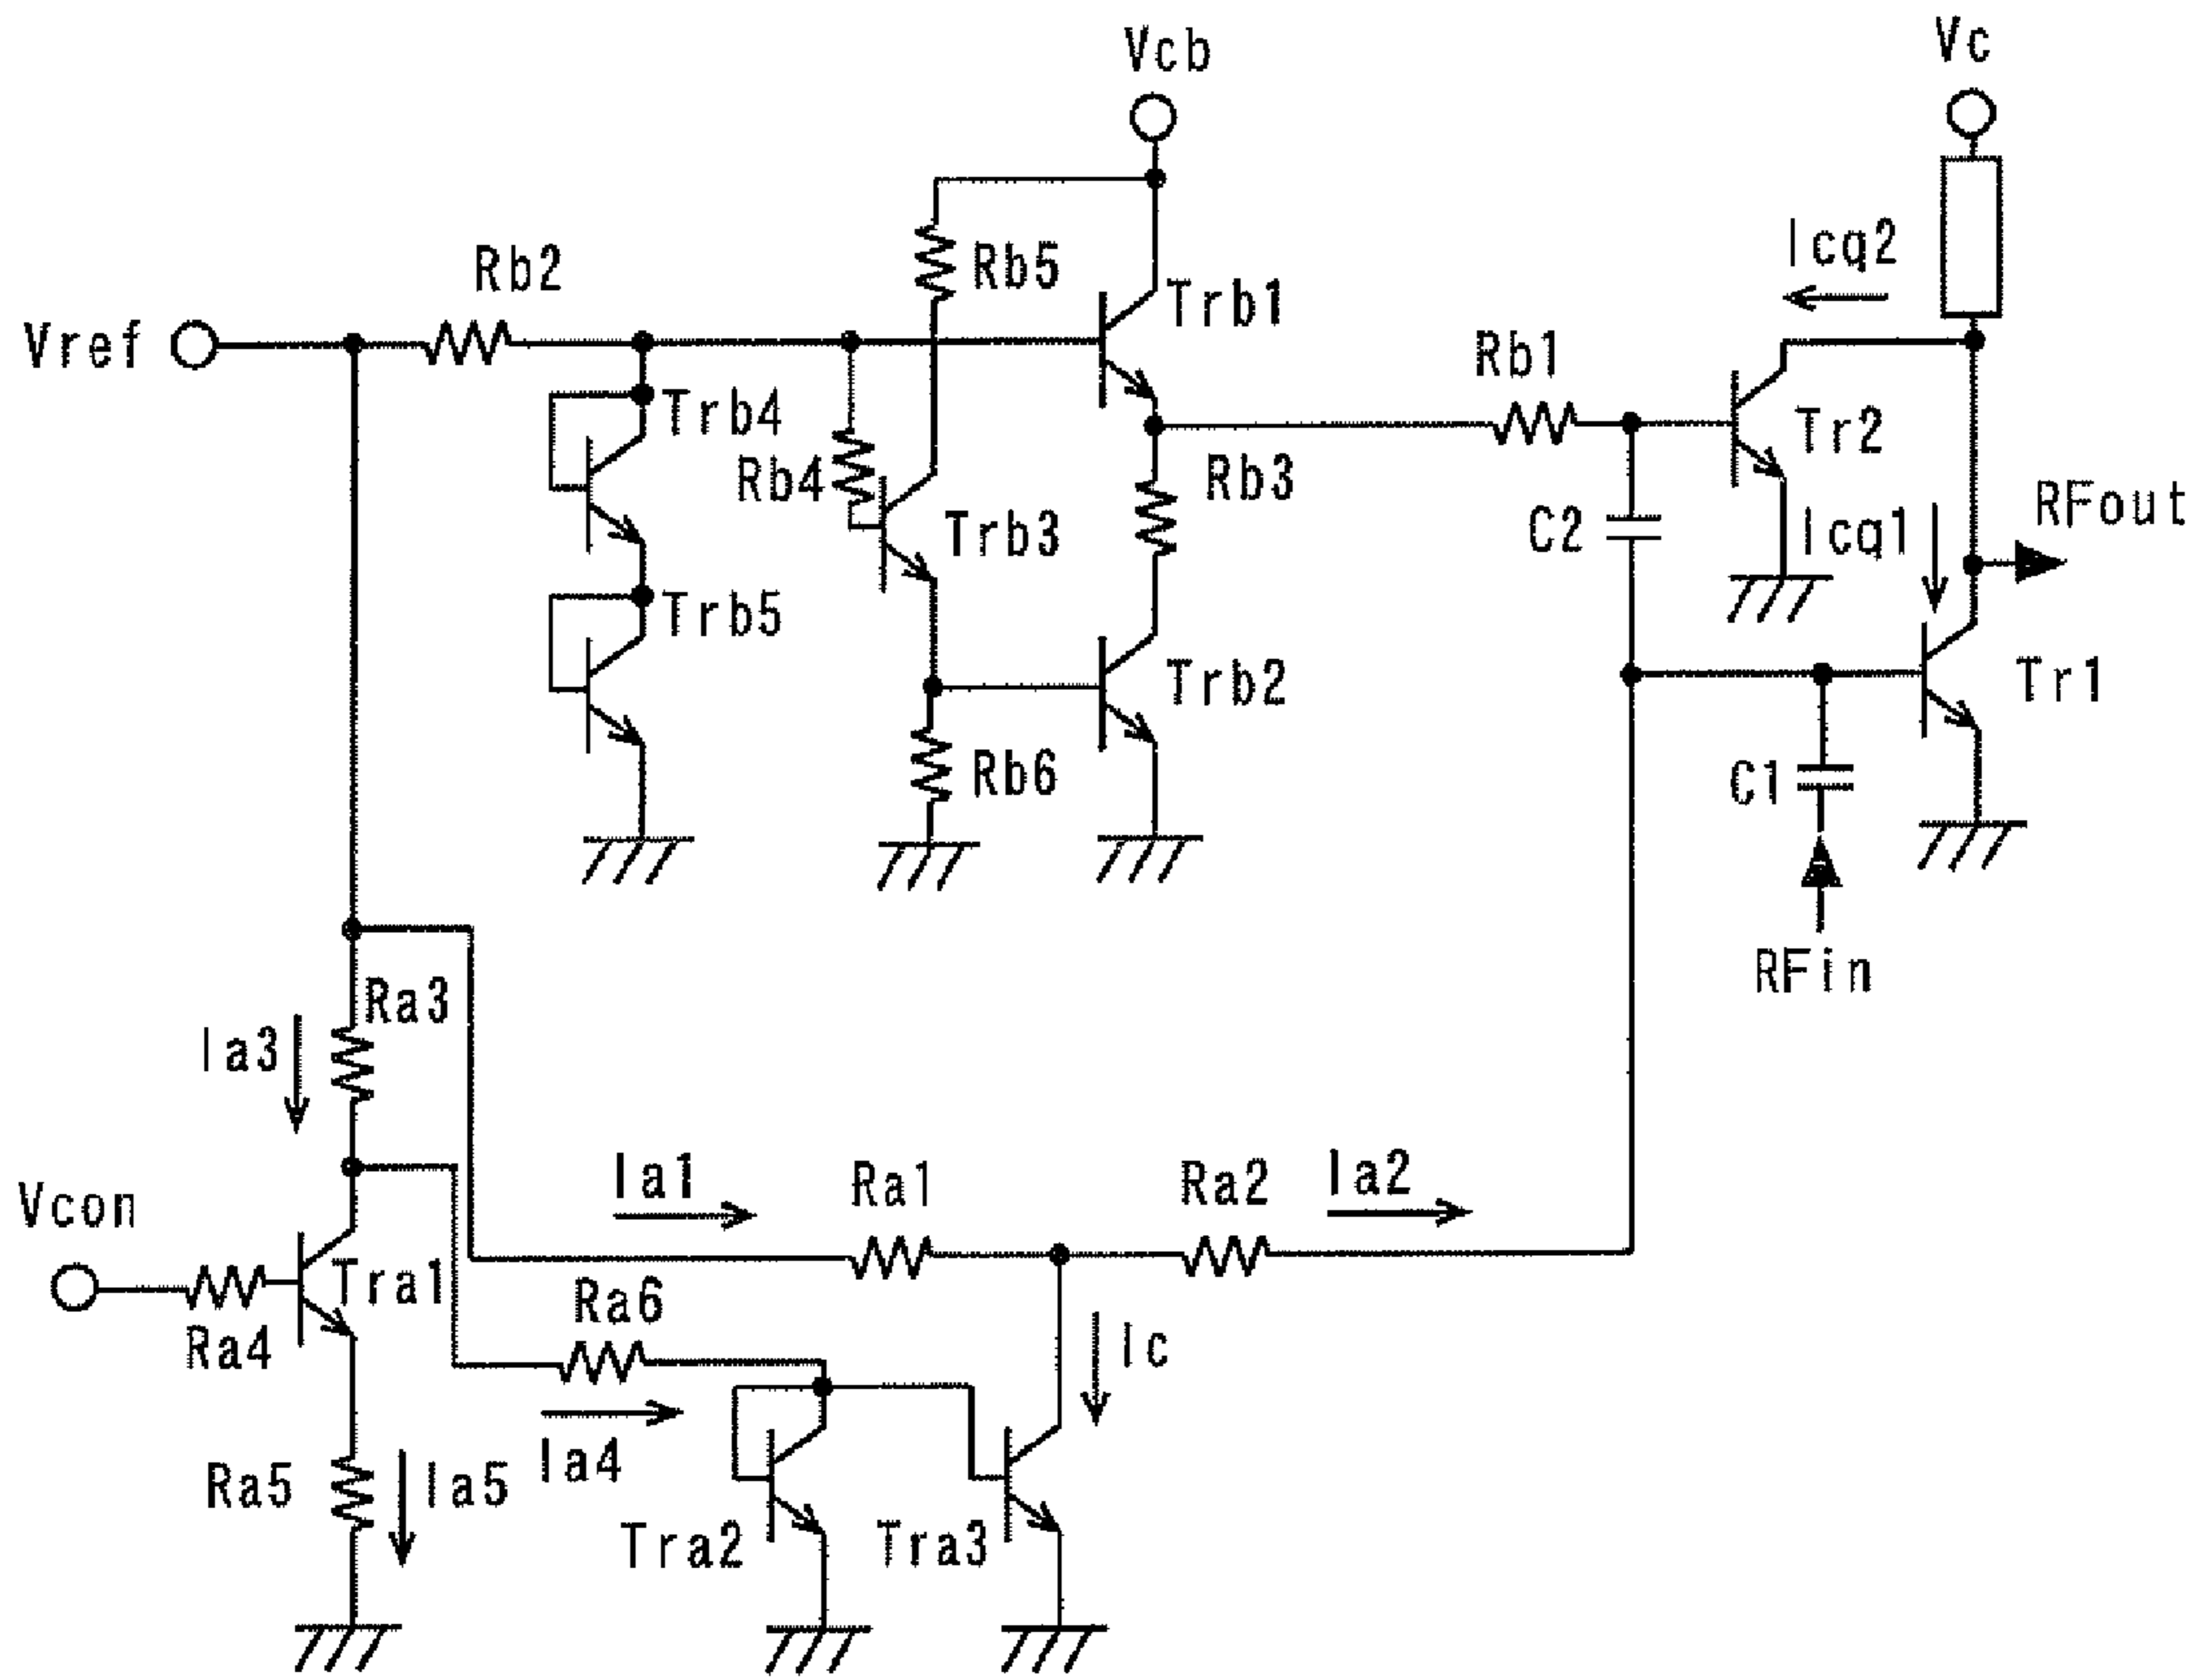 Vcb
Vc
Icq2
Rb2
Rb5
Trb1
Vref
Rb1
Trb4
Tr2
Rb4
Rb3
RFout
Trb3
C2
Icq1
Trb5
Trb2
Tr1
Rb6
C1
RFin
Ra3
Ia3
Ia1
Ra1
Ra2
Ia2
Vcon
Tra1
Ra6
Ra4
Ic
Ia4
Ra5
Ia5
Tra2
Tra3